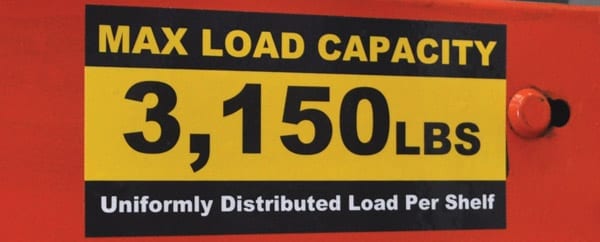 MAX LOAD CAPACITY
3,150LBS
Uniformly Distributed Load Per Shelf